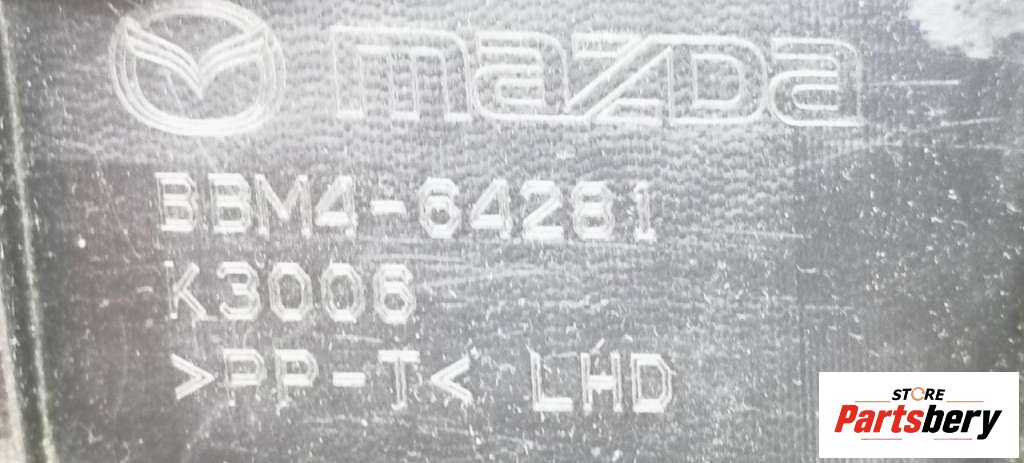 mazda
BBM4-64281
K3006
>PP-T< LHD
STORE
Partsbery